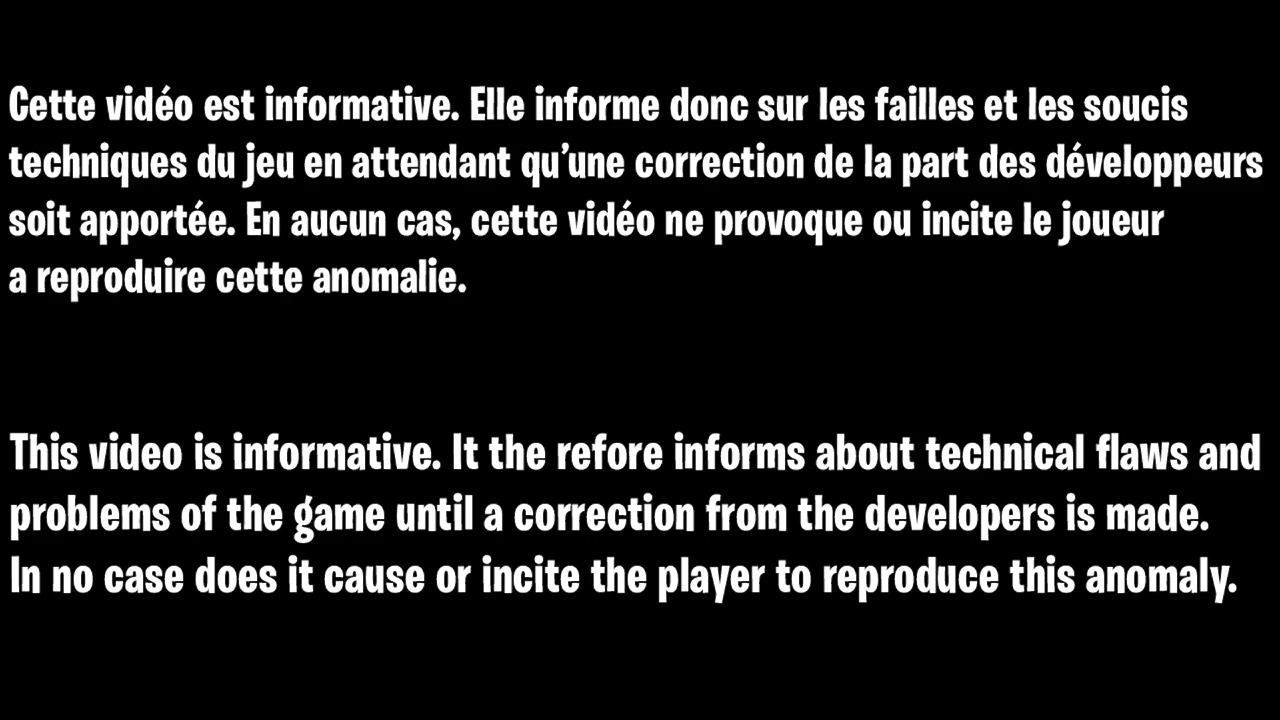 Cette vidéo est informative. Elle informe donc sur les failles et les soucis
techniques du jeu en attendant qu'une correction de la part des développeurs
soit apportée. En aucun cas, cette vidéo ne provoque ou incite le joueur
a reproduire cette anomalie.
This video is informative. It the refore informs about technical flaws and
problems of the game until a correction from the developers is made.
In no case does it cause or incite the player to reproduce this anomaly.